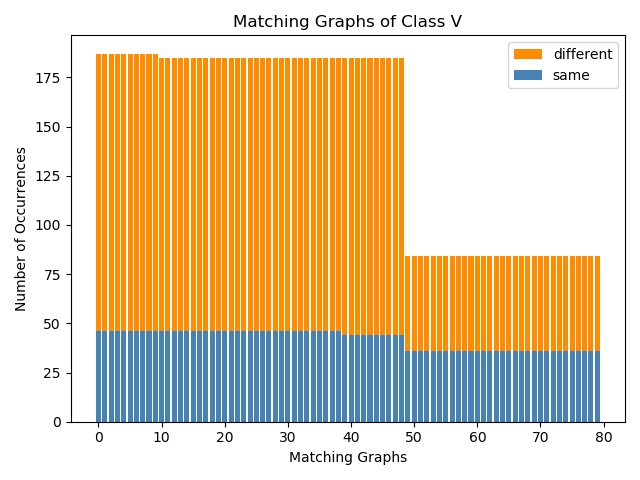 Matching Graphs of Class V
different
same
Number of Occurrences
175
150
125
100
75
50
25
0
0 10 20 30 40 50 60 70 80
Matching Graphs